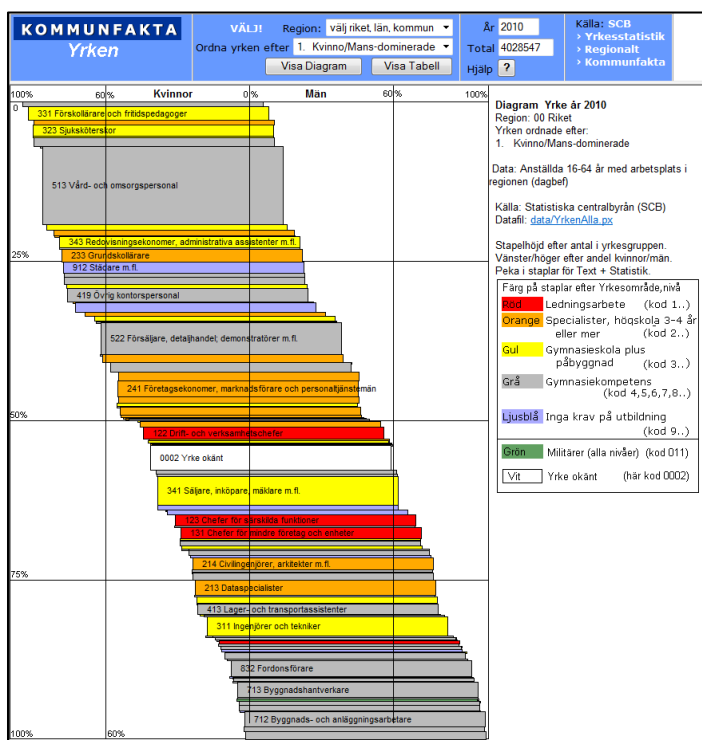 KOMMUNFAKTA
Yrken
VÄLJ! Region: välj riket, län, kommun
Ordna yrken efter 1. Kvinno/Mans-dominerade
Visa Diagram Visa Tabell
År 2010
Total 4028547
Hjälp ?
Källa: SCB
› Yrkesstatistik
› Regionalt
› Kommunfakta
100% 60% Kvinnor 0 % Män 60% 100%
0
331 Förskollärare och fritidspedagoger
323 Sjuksköterskor
513 Vård- och omsorgspersonal
343 Redovisningsekonomer, administrativa assistenter m.fl.
233 Grundskollärare
25%
912 Städare m.fl.
419 Övrig kontorspersonal
522 Försäljare, detaljhandel; demonstratörer m.fl.
241 Företagsekonomer, marknadsförare och personaltjänstemän
50%
122 Drift- och verksamhetschefer
0002 Yrke okänt
341 Säljare, inköpare, mäklare m.fl.
123 Chefer för särskilda funktioner
131 Chefer för mindre företag och enheter
214 Civilingenjörer, arkitekter m.fl.
75%
213 Dataspecialister
413 Lager- och transportassistenter
311 Ingenjörer och tekniker
832 Fordonsförare
713 Byggnadshantverkare
712 Byggnads- och anläggningsarbetare
100% 60%
Diagram Yrke år 2010
Region: 00 Riket
Yrken ordnade efter:
1. Kvinno/Mans-dominerade
Data: Anställda 16-64 år med arbetsplats i
regionen (dagbef)
Källa: Statistiska centralbyrån (SCB)
Datafil: data/YrkenAlla.px
Stapelhöjd efter antal i yrkesgruppen.
Vänster/höger efter andel kvinnor/män.
Peka i staplar för Text + Statistik.
Färg på staplar efter Yrkesområde,nivå
Röd Ledningsarbete (kod 1..)
Orange Specialister, högskola 3-4 år
eller mer (kod 2..)
Gul Gymnasieskola plus
påbyggnad (kod 3..)
Grå Gymnasiekompetens
(kod 4,5,6,7,8..)
Ljusblå Inga krav på utbildning
(kod 9..)
Grön Militärer (alla nivåer) (kod 011)
Vit Yrke okänt (här kod 0002)